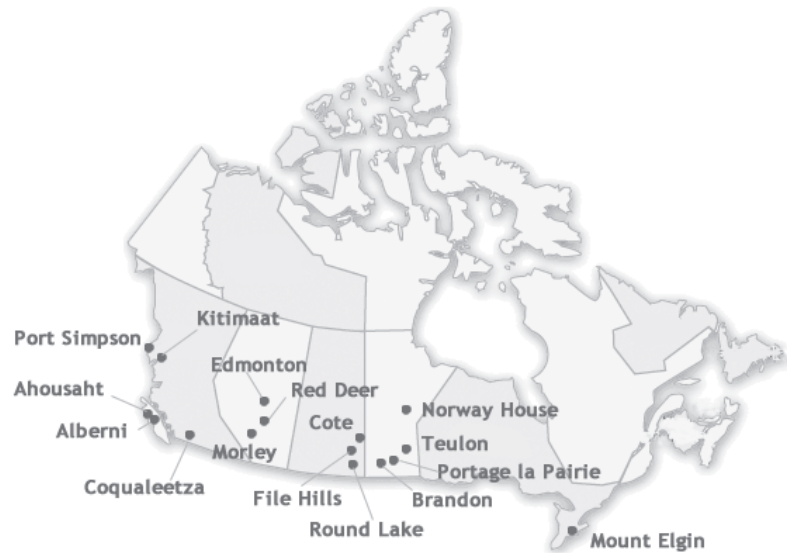 Kitimaat
Port Simpson
Edmonton
Red Deer
Ahousaht
Cote
Norway House
Alberni
Teulon
Morley
Portage la Pairie
Coqualeetza
File Hills
Brandon
Round Lake
Mount Elgin